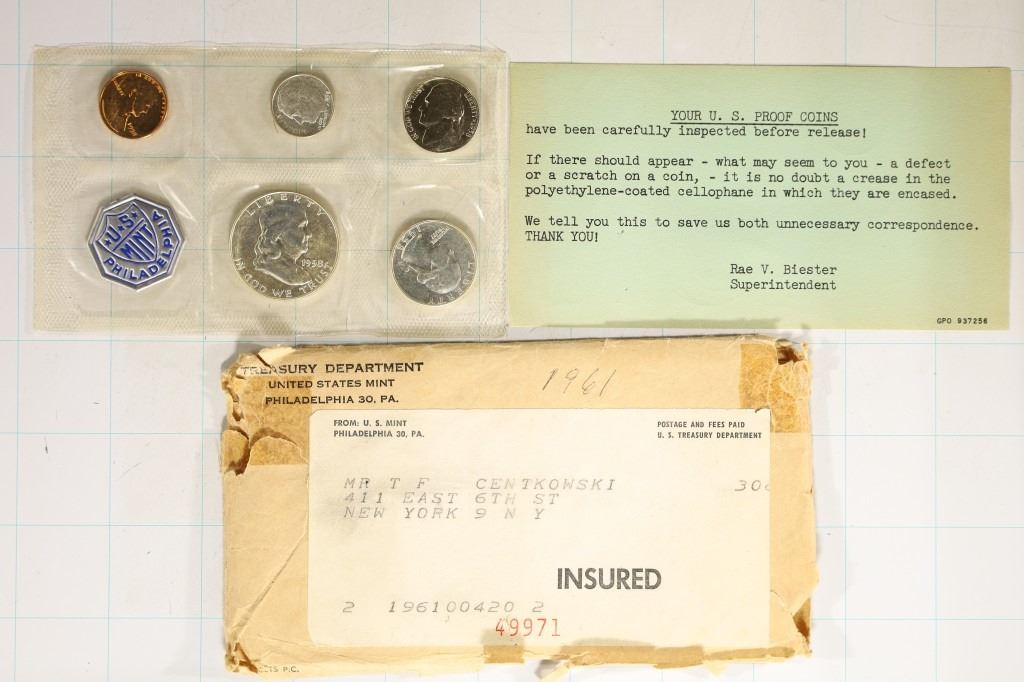 U.S.
MINT
PHILADELPHIA
LIBERTY
1958
IN GOD WE TRUST
YOUR U. S. PROOF COINS
have been carefully inspected before release!
If there should appear - what may seem to you - a defect
or a scratch on a coin, - it is no doubt a crease in the
polyethylene-coated cellophane in which they are encased.
We tell you this to save us both unnecessary correspondence.
THANK YOU!
Rae V. Biester
Superintendent
GPO 937256
TREASURY DEPARTMENT
UNITED STATES MINT
PHILADELPHIA 30, PA.
1961
FROM: U. S. MINT
PHILADELPHIA 30, PA.
POSTAGE AND FEES PAID
U. S. TREASURY DEPARTMENT
MR T F CENTKOWSKI
411 EAST 6TH ST
NEW YORK 9 N Y
INSURED
2 196100420 2
49971
P.C.